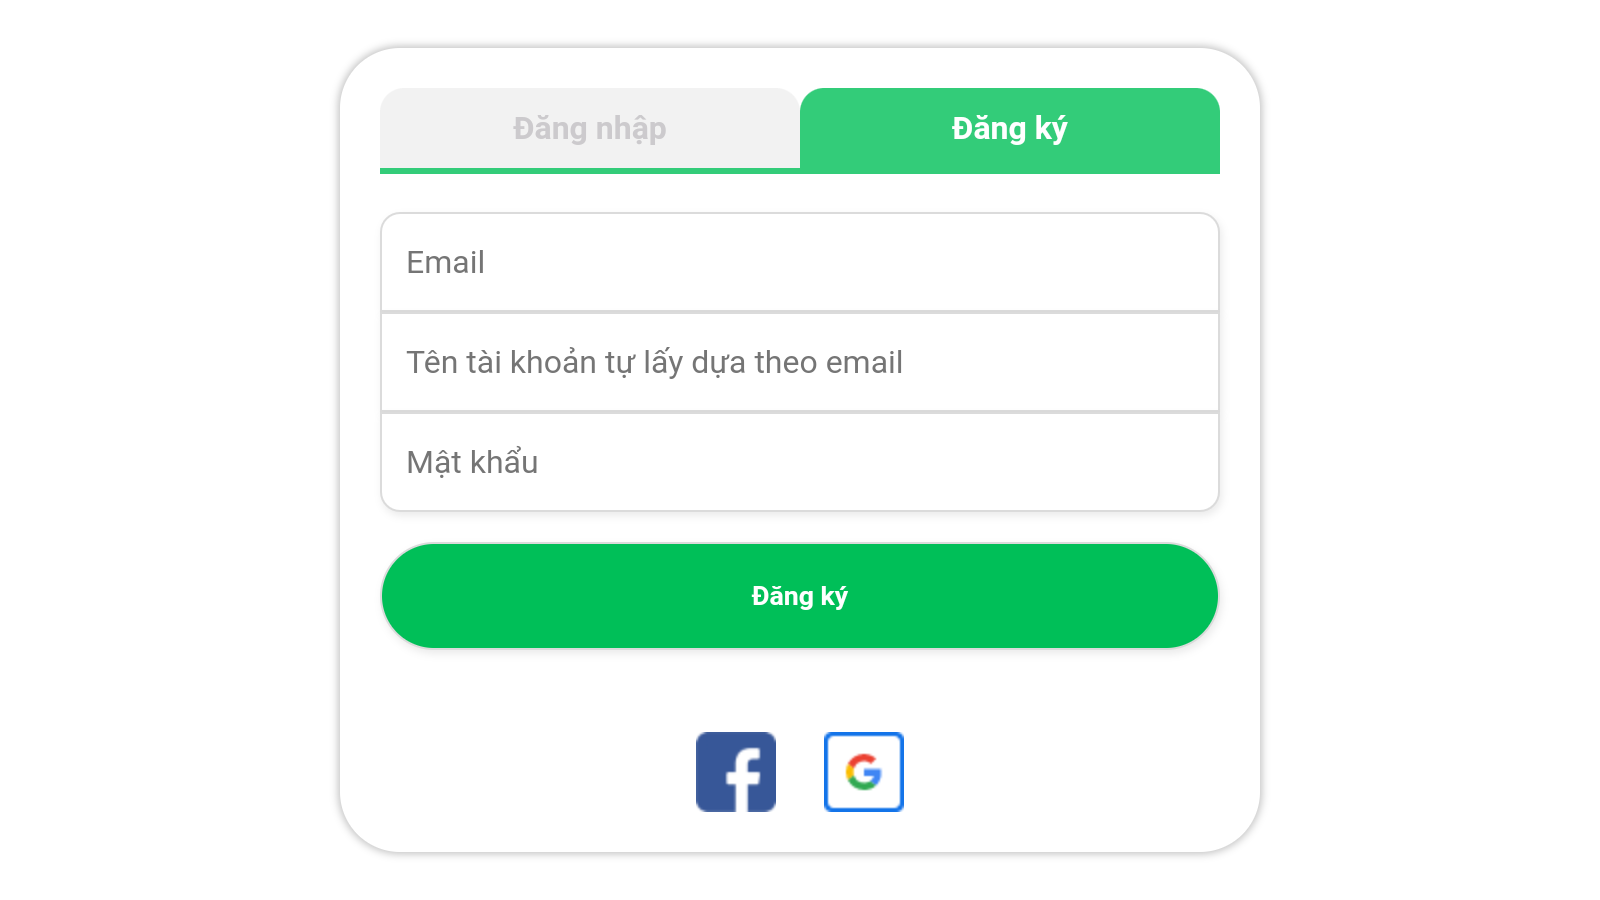 Đăng nhập
Đăng ký
Email
Tên tài khoản tự lấy dựa theo email
Mật khẩu
Đăng ký